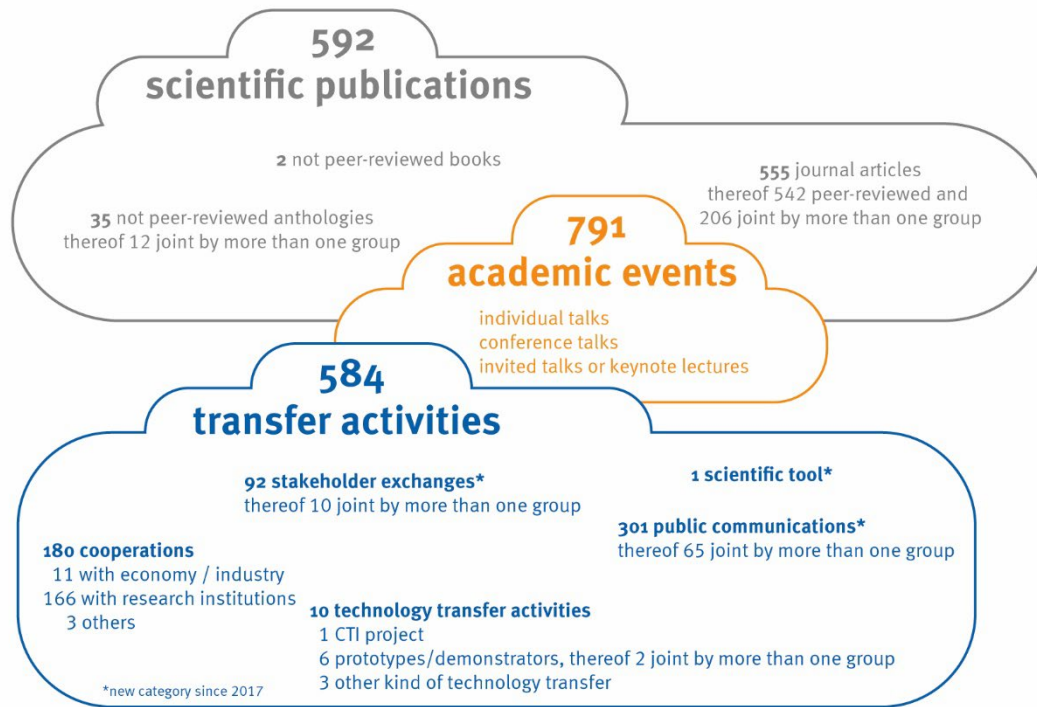 592
scientific publications
2 not peer-reviewed books
555 journal articles
thereof 542 peer-reviewed and
206 joint by more than one group
35 not peer-reviewed anthologies
thereof 12 joint by more than one group
791
academic events
individual talks
conference talks
invited talks or keynote lectures
584
transfer activities
92 stakeholder exchanges*
thereof 10 joint by more than one group
1 scientific tool*
301 public communications*
thereof 65 joint by more than one group
180 cooperations
11 with economy / industry
166 with research institutions
3 others
10 technology transfer activities
1 CTI project
6 prototypes/demonstrators, thereof 2 joint by more than one group
3 other kind of technology transfer
*new category since 2017